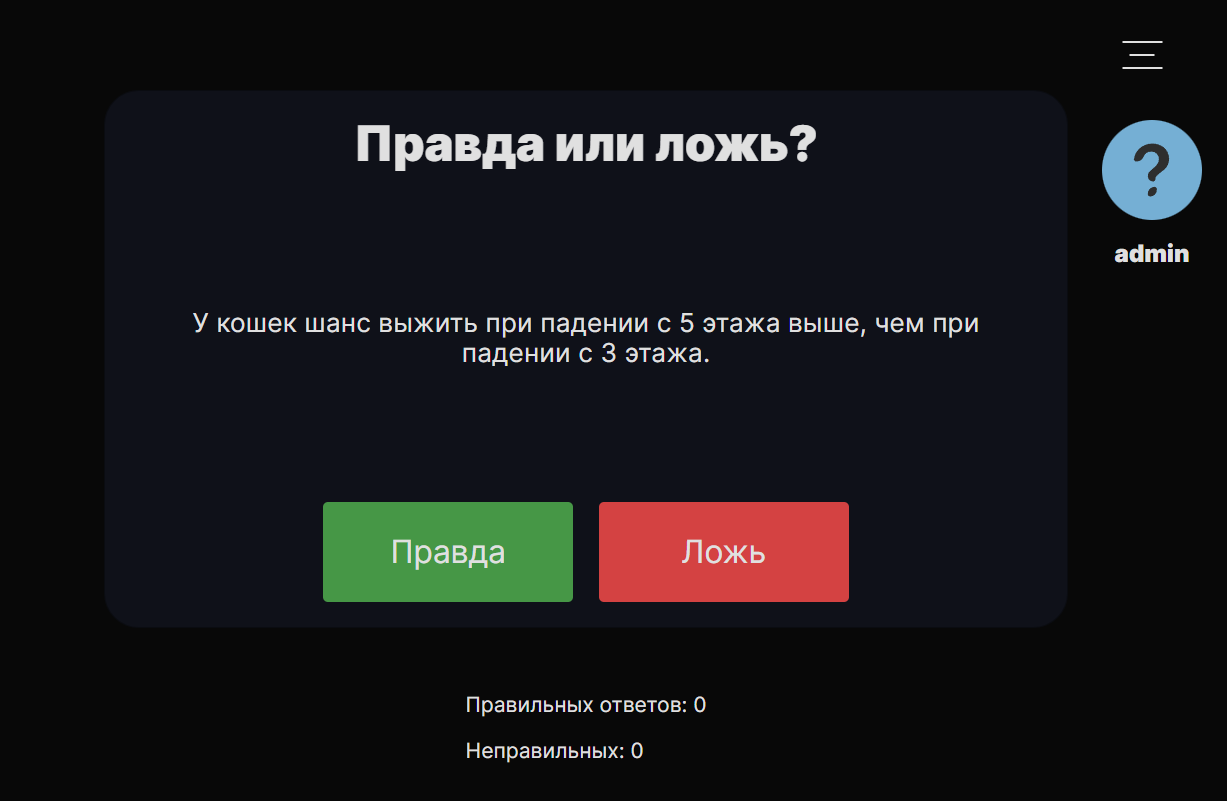 Правда или ложь?
?
admin
У кошек шанс выжить при падении с 5 этажа выше, чем при
падении с 3 этажа.
Правда
Ложь
Правильных ответов: 0
Неправильных: 0